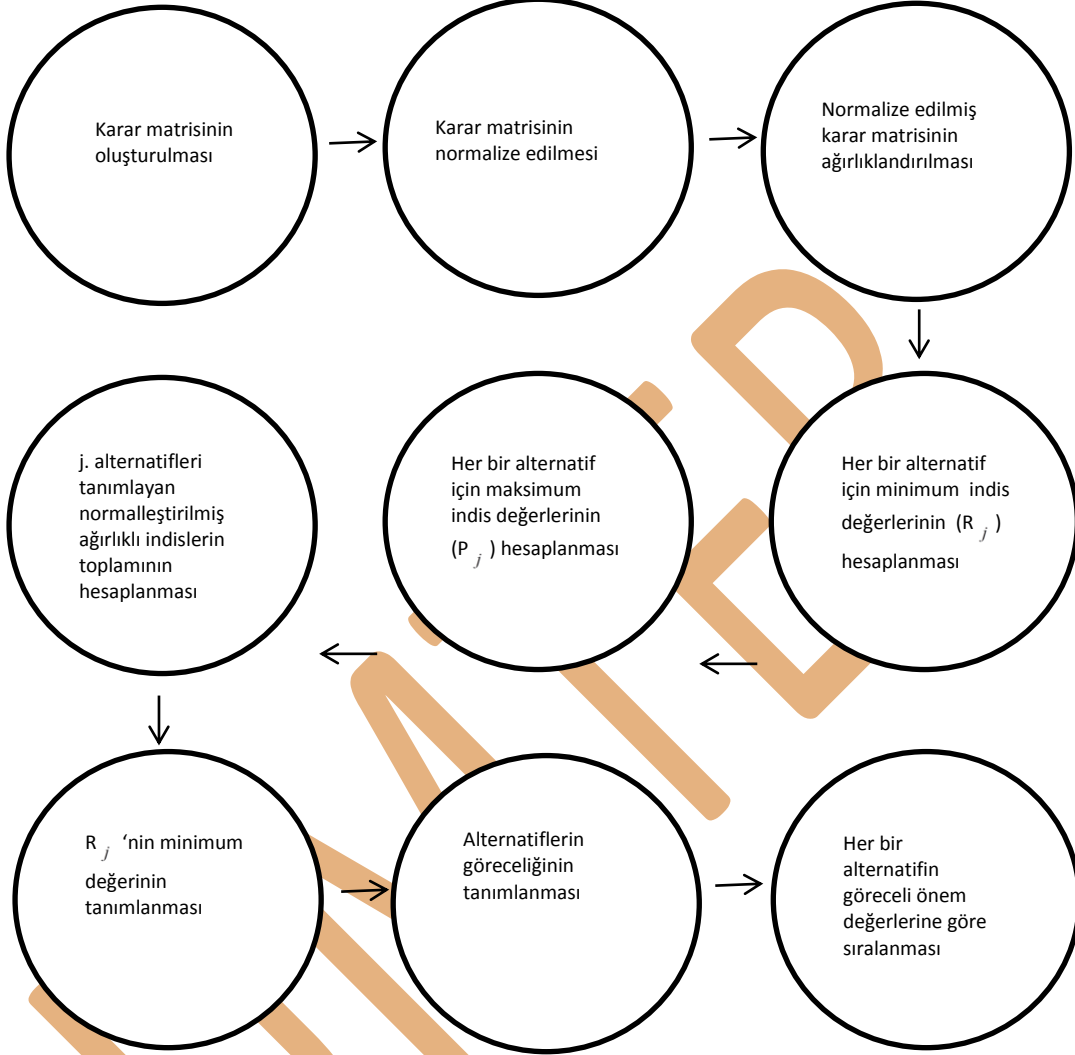 Karar matrisinin
oluşturulması
Karar matrisinin
normalize edilmesi
Normalize edilmiş
karar matrisinin
ağırlıklandırılması
Her bir alternatif
için minimum indis
değerlerinin (R j )
hesaplanması
Her bir alternatif
için maksimum
indis değerlerinin
(P j ) hesaplanması
j. alternatifleri
tanımlayan
normalleştirilmiş
ağırlıklı indislerin
toplamının
hesaplanması
R j ‘nin minimum
değerinin
tanımlanması
Alternatiflerin
göreceliğinin
tanımlanması
Her bir
alternatifin
göreceli önem
değerlerine göre
sıralanması